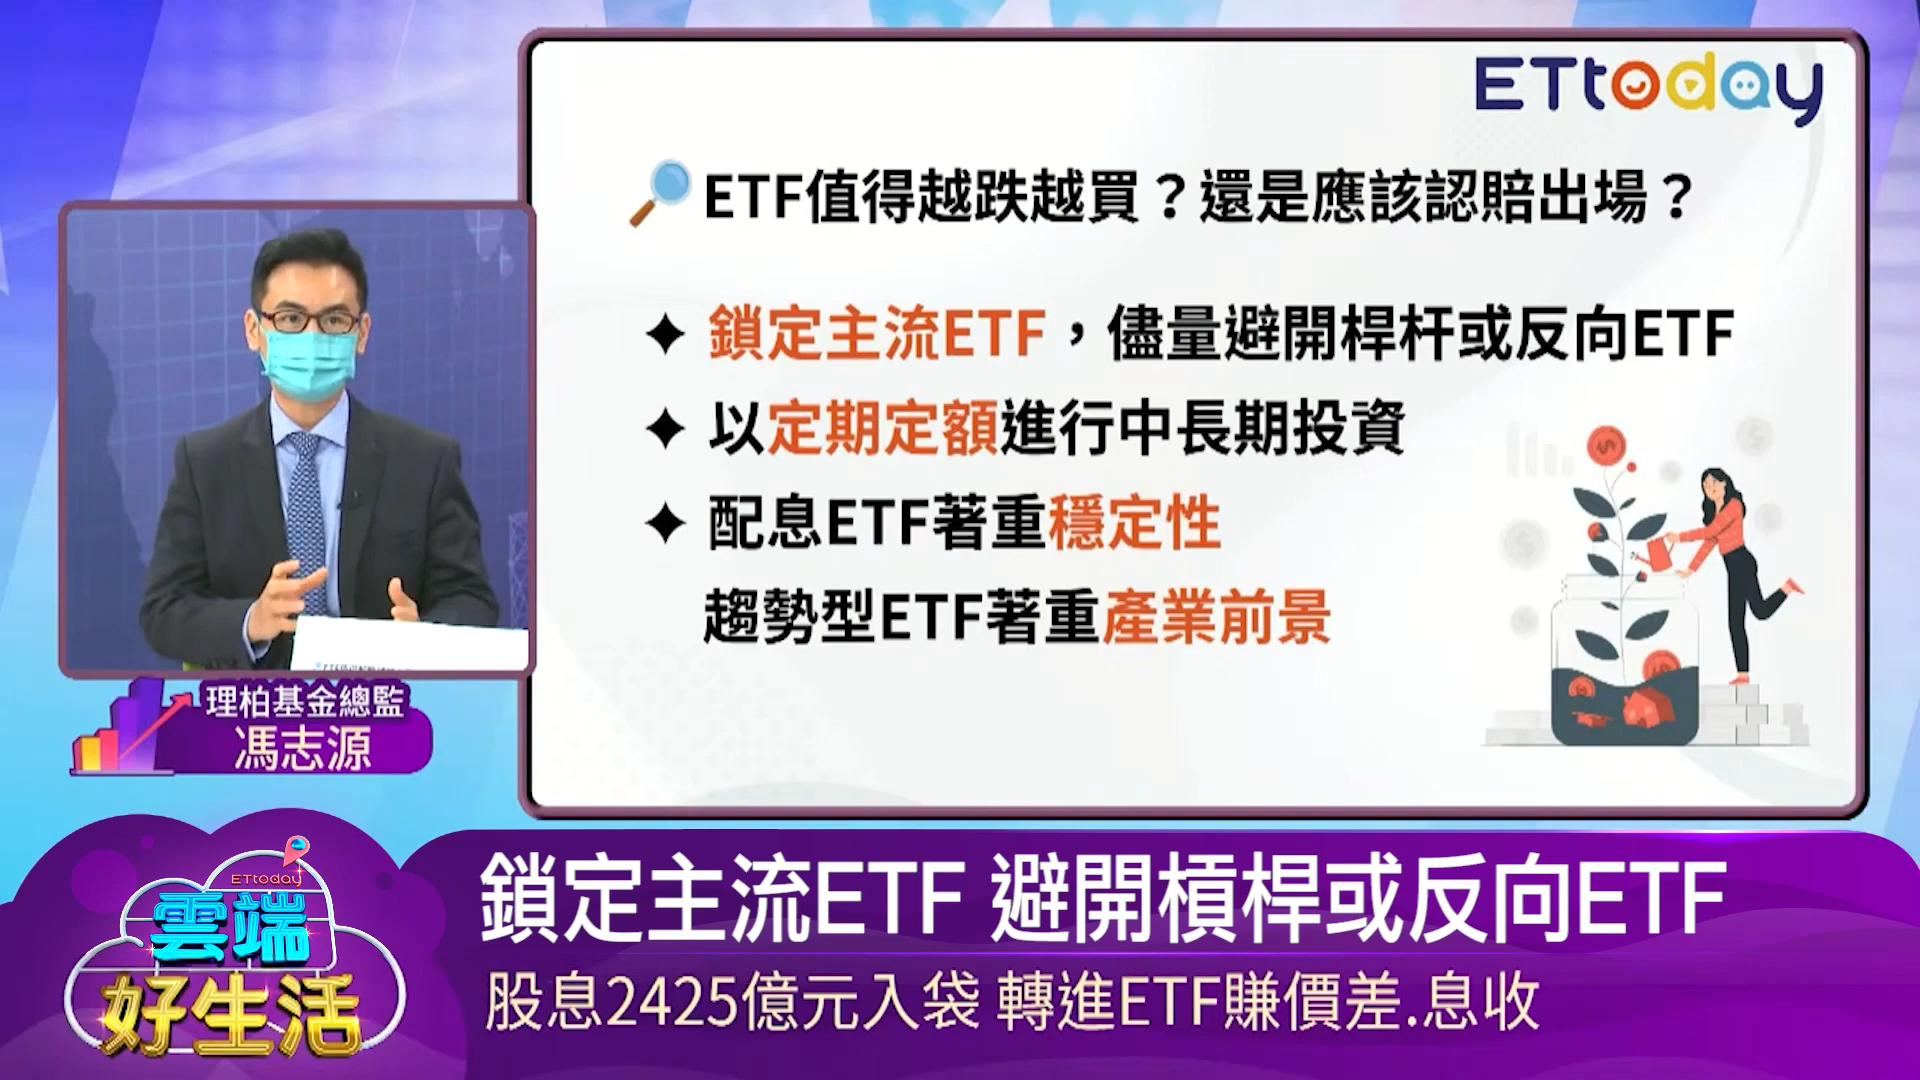 ETtoday
ETF值得越跌越買？還是應該認賠出場？
鎖定主流ETF，儘量避開桿杆或反向ETF
以定期定額進行中長期投資
配息ETF著重穩定性
趨勢型ETF著重產業前景
理柏基金總監
馮志源
ETtoday
雲端
好生活
鎖定主流ETF 避開槓桿或反向ETF
股息2425億元入袋 轉進ETF賺價差.息收